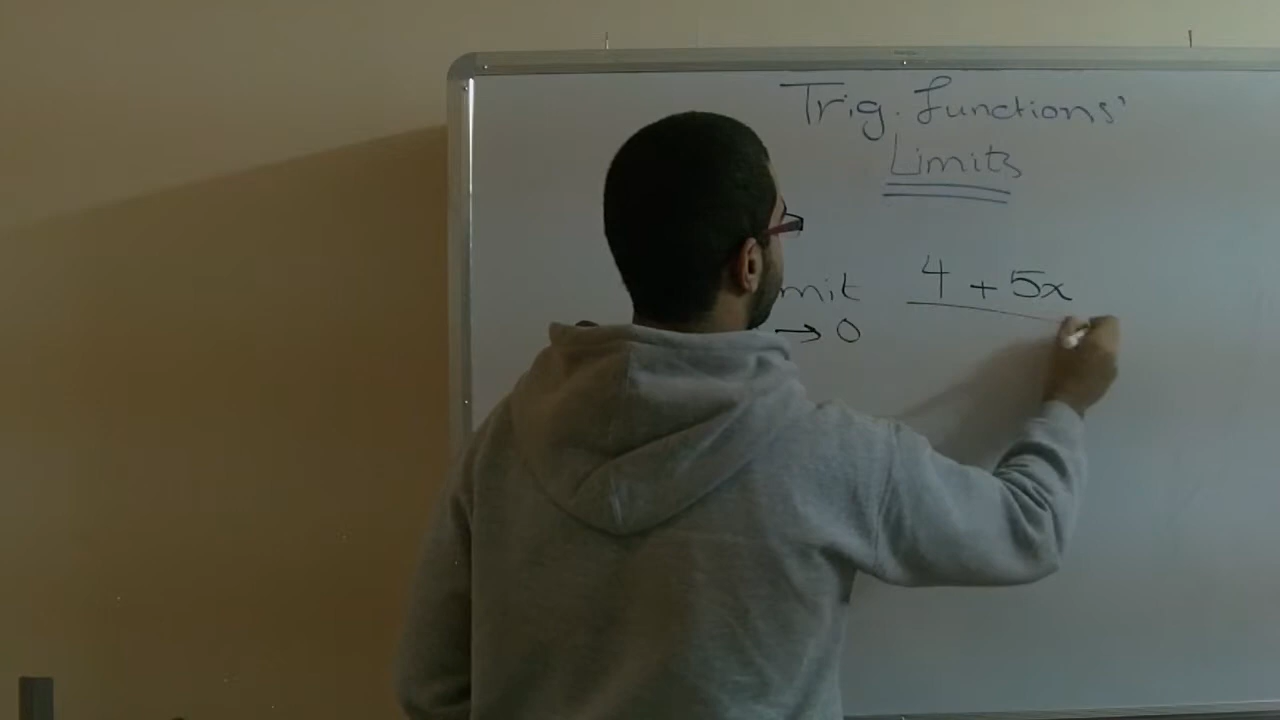 Trig. Functions'
Limits
mit 4 + 5x
→ 0